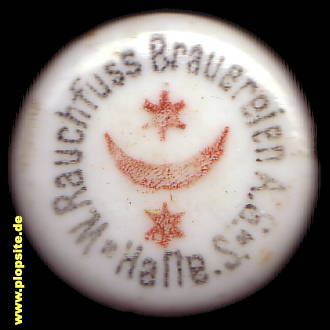 W. Rauchfuss Brauereien A.G.
Halle a. S.
www.plopsite.de